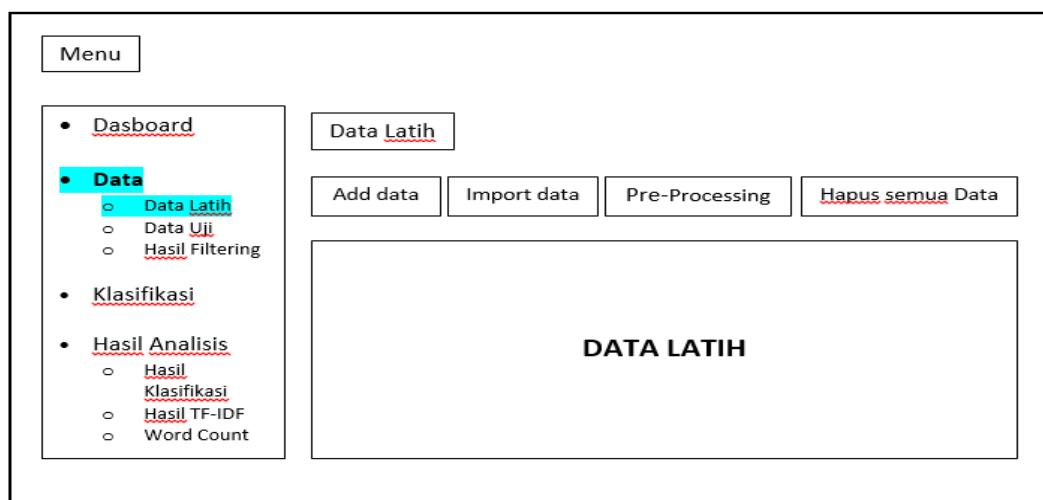 Menu
• Dasboard
• Data
o Data Latih
o Data Uji
o Hasil Filtering
• Klasifikasi
• Hasil Analisis
o Hasil
Klasifikasi
o Hasil TF-IDF
o Word Count
Data Latih
Add data
Import data
Pre-Processing
Hapus semua Data
DATA LATIH